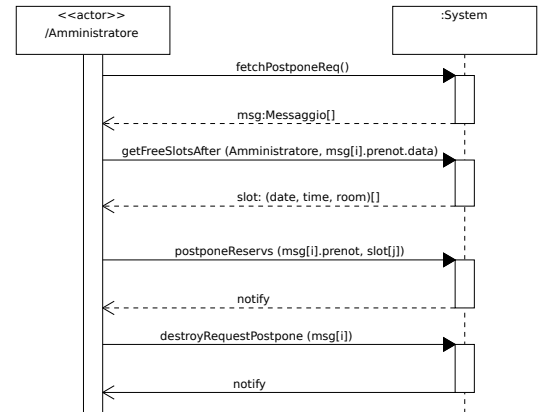 <<actor>>
/Amministratore
:System
fetchPostponeReq()
msg:Messaggio[]
getFreeSlotsAfter (Amministratore, msg[i].prenot.data)
slot: (date, time, room)[]
postponeReservs (msg[i].prenot, slot[j])
notify
destroyRequestPostpone (msg[i])
notify